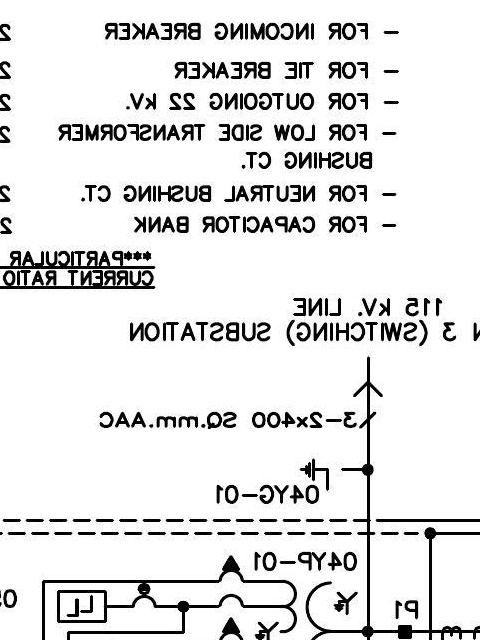 – FOR INCOMING BREAKER 2
– FOR TIE BREAKER 2
– FOR OUTGOING 22 kV. 2
– FOR LOW SIDE TRANSFORMER 2
BUSHING CT.
– FOR NEUTRAL BUSHING CT. 2
– FOR CAPACITOR BANK 2
***PARTICULAR
CURRENT RATIO
115 kV. LINE
N 3 (SWITCHING) SUBSTATION
3–2x400 SQ.mm.AAC
04YG–01
04YP–01
P1
LL